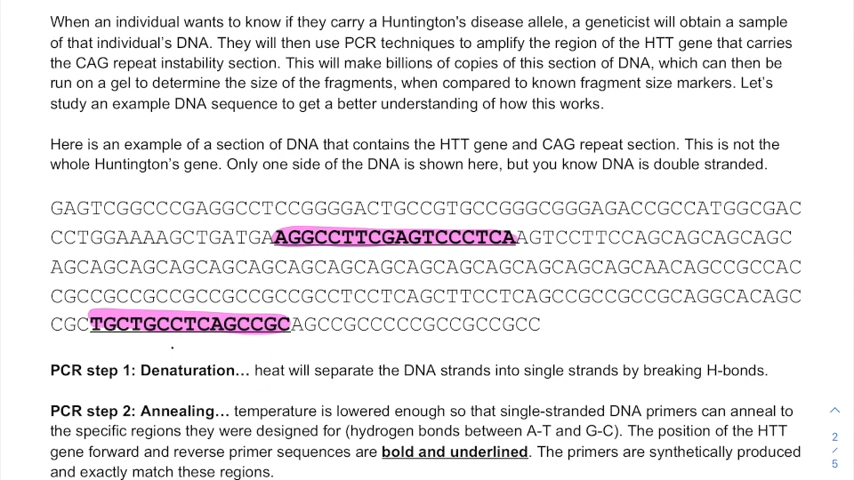 When an individual wants to know if they carry a Huntington's disease allele, a geneticist will obtain a sample
of that individual's DNA. They will then use PCR techniques to amplify the region of the HTT gene that carries
the CAG repeat instability section. This will make billions of copies of this section of DNA, which can then be
run on a gel to determine the size of the fragments, when compared to known fragment size markers. Let's
study an example DNA sequence to get a better understanding of how this works.
Here is an example of a section of DNA that contains the HTT gene and CAG repeat section. This is not the
whole Huntington's gene. Only one side of the DNA is shown here, but you know DNA is double stranded.
GAGTCGGCCCGAGGCCTCCGGGGACTGCCGTGCCGGGCGGGAGACCGCCATGGCGAC
CCTGGAAAAGCTGATGAAGGCCTTCGAGTCCCTCAAGTCCTTCCAGCAGCAGCAGC
AGCAGCAGCAGCAGCAGCAGCAGCAGCAGCAGCAGCAGCAGCAGCAACAGCCGCCAC
CGCCGCCGCCGCCGCCGCCGCCTCCTCAGCTTCCTCAGCCGCCGCCGCAGGCACAGC
CGCTGCTGCCTCAGCCGCAGCCGCCCCCGCCGCCGCC
PCR step 1: Denaturation… heat will separate the DNA strands into single strands by breaking H-bonds.
PCR step 2: Annealing… temperature is lowered enough so that single-stranded DNA primers can anneal to
the specific regions they were designed for (hydrogen bonds between A-T and G-C). The position of the HTT
gene forward and reverse primer sequences are bold and underlined. The primers are synthetically produced
and exactly match these regions.
2
/
5